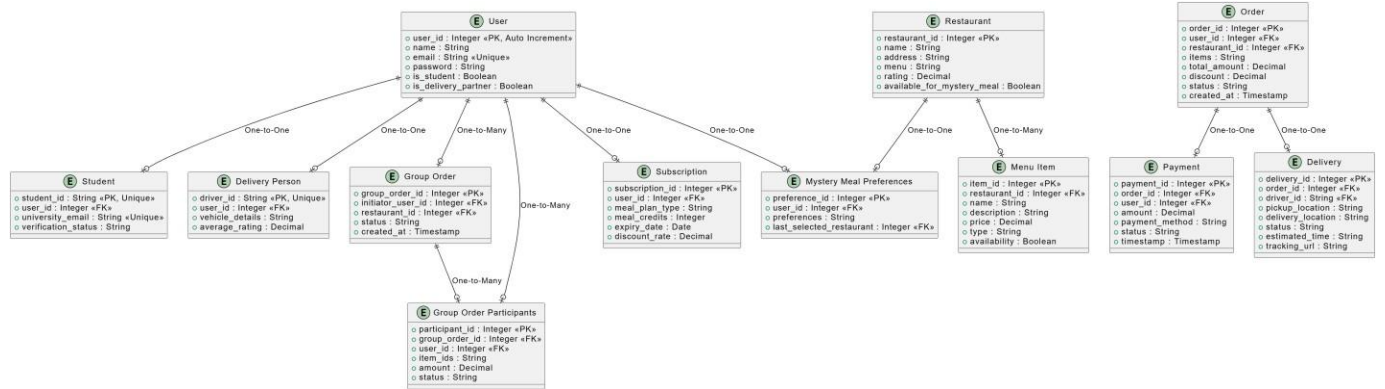 E User
user_id : Integer «PK, Auto Increment»
name : String
email : String «Unique»
password : String
is_student : Boolean
is_delivery_partner : Boolean
E Restaurant
restaurant_id : Integer «PK»
name : String
address : String
menu : String
rating : Decimal
available_for_mystery_meal : Boolean
E Order
order_id : Integer «PK»
user_id : Integer «FK»
restaurant_id : Integer «FK»
items : String
total_amount : Decimal
discount : Decimal
status : String
created_at : Timestamp
One-to-One
One-to-One
One-to-Many
One-to-One
One-to-One
One-to-One
One-to-Many
One-to-One
One-to-One
E Student
student_id : String «PK, Unique»
user_id : Integer «FK»
university_email : String «Unique»
verification_status : String
E Delivery Person
driver_id : String «PK, Unique»
user_id : Integer «FK»
vehicle_details : String
average_rating : Decimal
E Group Order
group_order_id : Integer «PK»
initiator_user_id : Integer «FK»
restaurant_id : Integer «FK»
status : String
created_at : Timestamp
One-to-Many
E Subscription
subscription_id : Integer «PK»
user_id : Integer «FK»
meal_plan_type : String
meal_credits : Integer
expiry_date : Date
discount_rate : Decimal
E Mystery Meal Preferences
preference_id : Integer «PK»
user_id : Integer «FK»
preferences : String
last_selected_restaurant : Integer «FK»
E Menu Item
item_id : Integer «PK»
restaurant_id : Integer «FK»
name : String
description : String
price : Decimal
type : String
availability : Boolean
E Payment
payment_id : Integer «PK»
order_id : Integer «FK»
user_id : Integer «FK»
amount : Decimal
payment_method : String
status : String
timestamp : Timestamp
E Delivery
delivery_id : Integer «PK»
order_id : Integer «FK»
driver_id : String «FK»
pickup_location : String
delivery_location : String
status : String
estimated_time : String
tracking_url : String
One-to-Many
E Group Order Participants
participant_id : Integer «PK»
group_order_id : Integer «FK»
user_id : Integer «FK»
item_ids : String
amount : Decimal
status : String